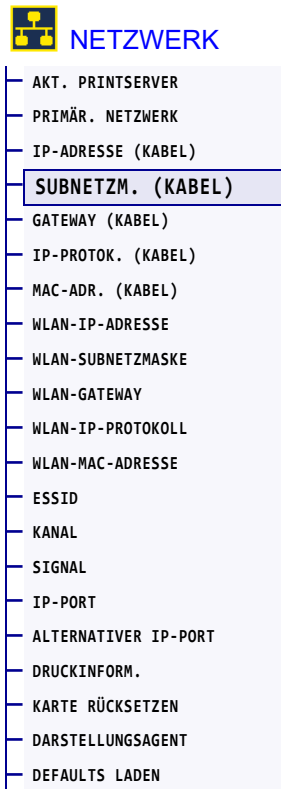 NETZWERK
AKT. PRINTSERVER
PRIMÄR. NETZWERK
IP-ADRESSE (KABEL)
SUBNETZM. (KABEL)
GATEWAY (KABEL)
IP-PROTOK. (KABEL)
MAC-ADR. (KABEL)
WLAN-IP-ADRESSE
WLAN-SUBNETZMASKE
WLAN-GATEWAY
WLAN-IP-PROTOKOLL
WLAN-MAC-ADRESSE
ESSID
KANAL
SIGNAL
IP-PORT
ALTERNATIVER IP-PORT
DRUCKINFORM.
KARTE RÜCKSETZEN
DARSTELLUNGSAGENT
DEFAULTS LADEN